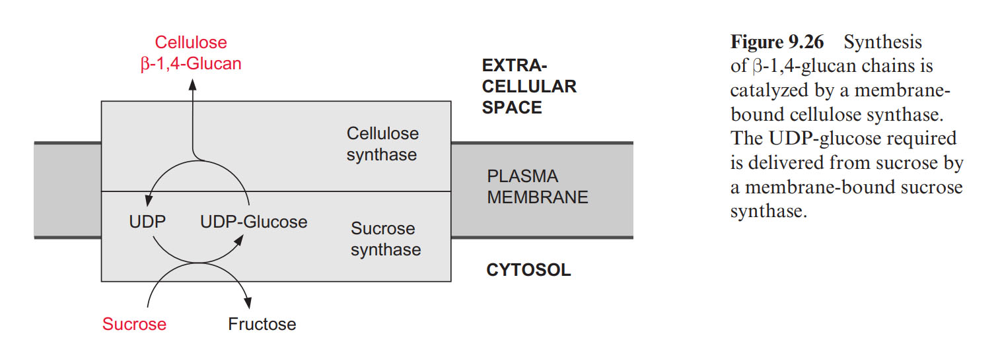 Cellulose
β-1,4-Glucan
EXTRA-
CELLULAR
SPACE
Cellulose
synthase
PLASMA
MEMBRANE
UDP
UDP-Glucose
Sucrose
synthase
CYTOSOL
Sucrose
Fructose
Figure 9.26 Synthesis
of β-1,4-glucan chains is
catalyzed by a membrane-
bound cellulose synthase.
The UDP-glucose required
is delivered from sucrose by
a membrane-bound sucrose
synthase.